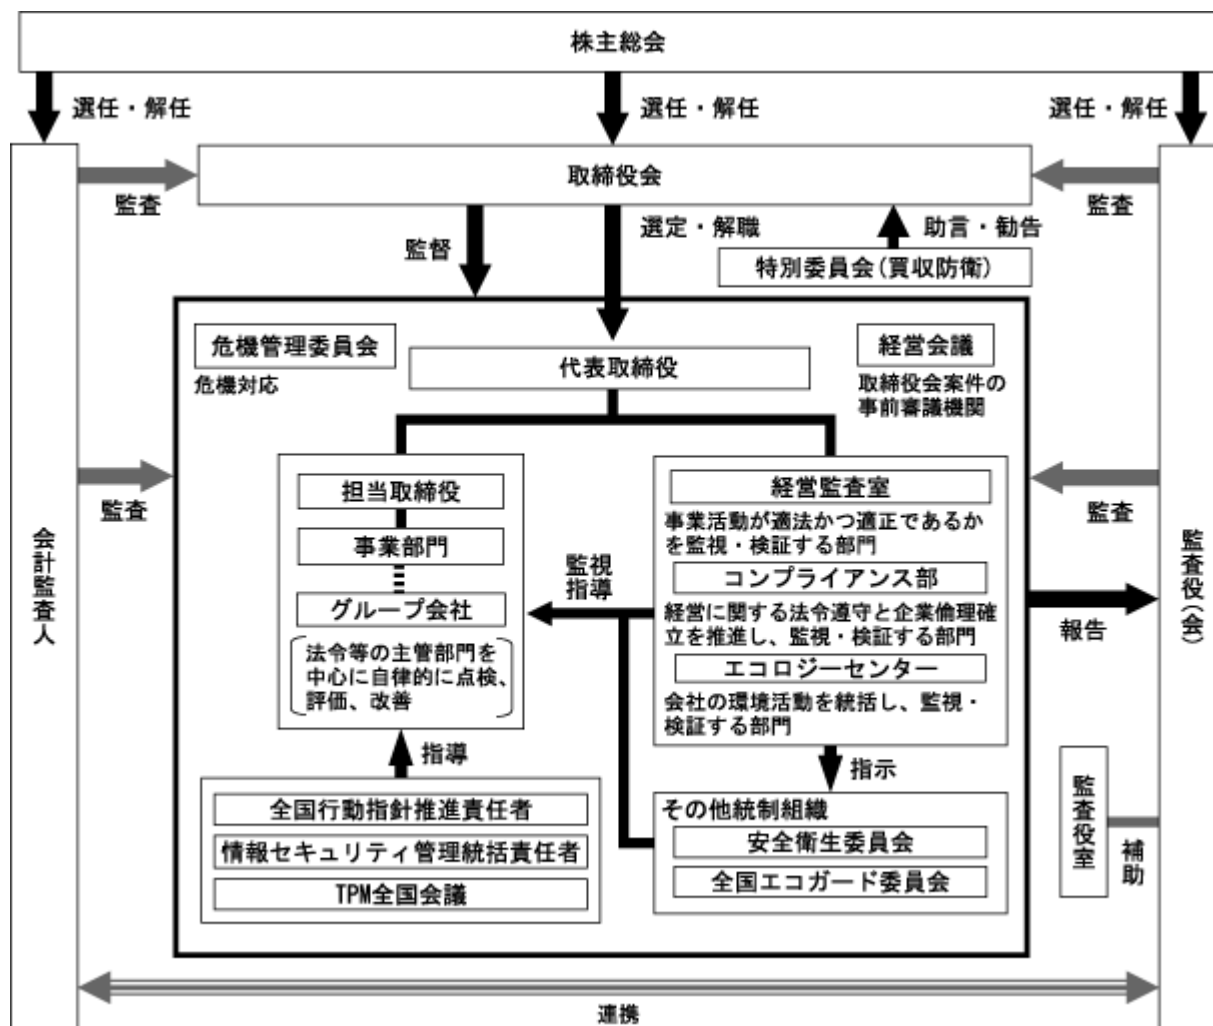 株主総会
選任・解任
選任・解任
選任・解任
取締役会
監査
監査
監督
選定・解職
助言・勧告
特別委員会(買収防衛)
危機管理委員会
危機対応
代表取締役
経営会議
取締役会案件の
事前審議機関
監査
監査
会計監査人
監査役(会)
担当取締役
事業部門
グループ会社
法令等の主管部門を
中心に自律的に点検、
評価、改善
監視
指導
経営監査室
事業活動が適法かつ適正であるか
を監視・検証する部門
コンプライアンス部
経営に関する法令遵守と企業倫理確
立を推進し、監視・検証する部門
エコロジーセンター
会社の環境活動を統括し、監視・
検証する部門
報告
指導
指示
全国行動指針推進責任者
情報セキュリティ管理統括責任者
TPM全国会議
その他統制組織
安全衛生委員会
全国エコガード委員会
監査役室
補助
連携